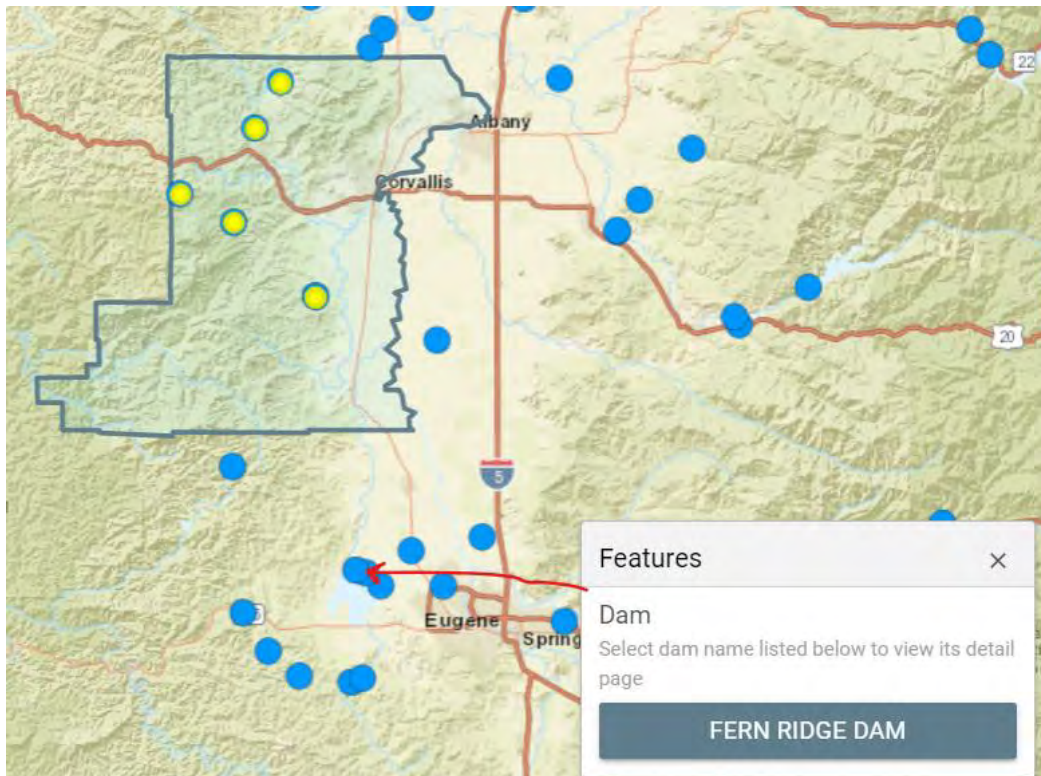 22
Albany
Corvallis
20
5
Features
×
Dam
Select dam name listed below to view its detail
page
Eugene
Spring
FERN RIDGE DAM